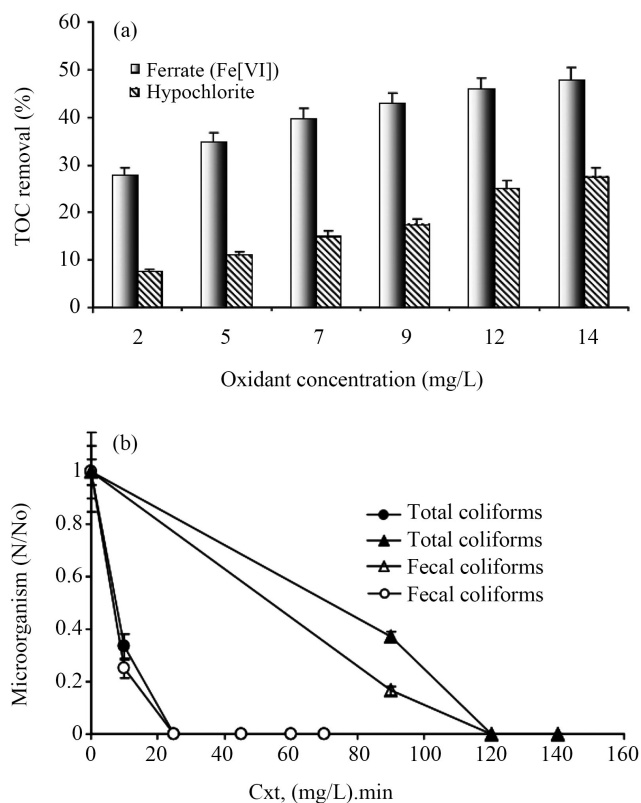 (a)
60
50
40
30
20
10
0
TOC removal (%)
Ferrate (Fe[VI])
Hypochlorite
2 5 7 9 12 14
Oxidant concentration (mg/L)
(b)
1
0.8
0.6
0.4
0.2
0
Microorganism (N/No)
Total coliforms
Total coliforms
Fecal coliforms
Fecal coliforms
0 20 40 60 80 100 120 140 160
Cxt, (mg/L).min